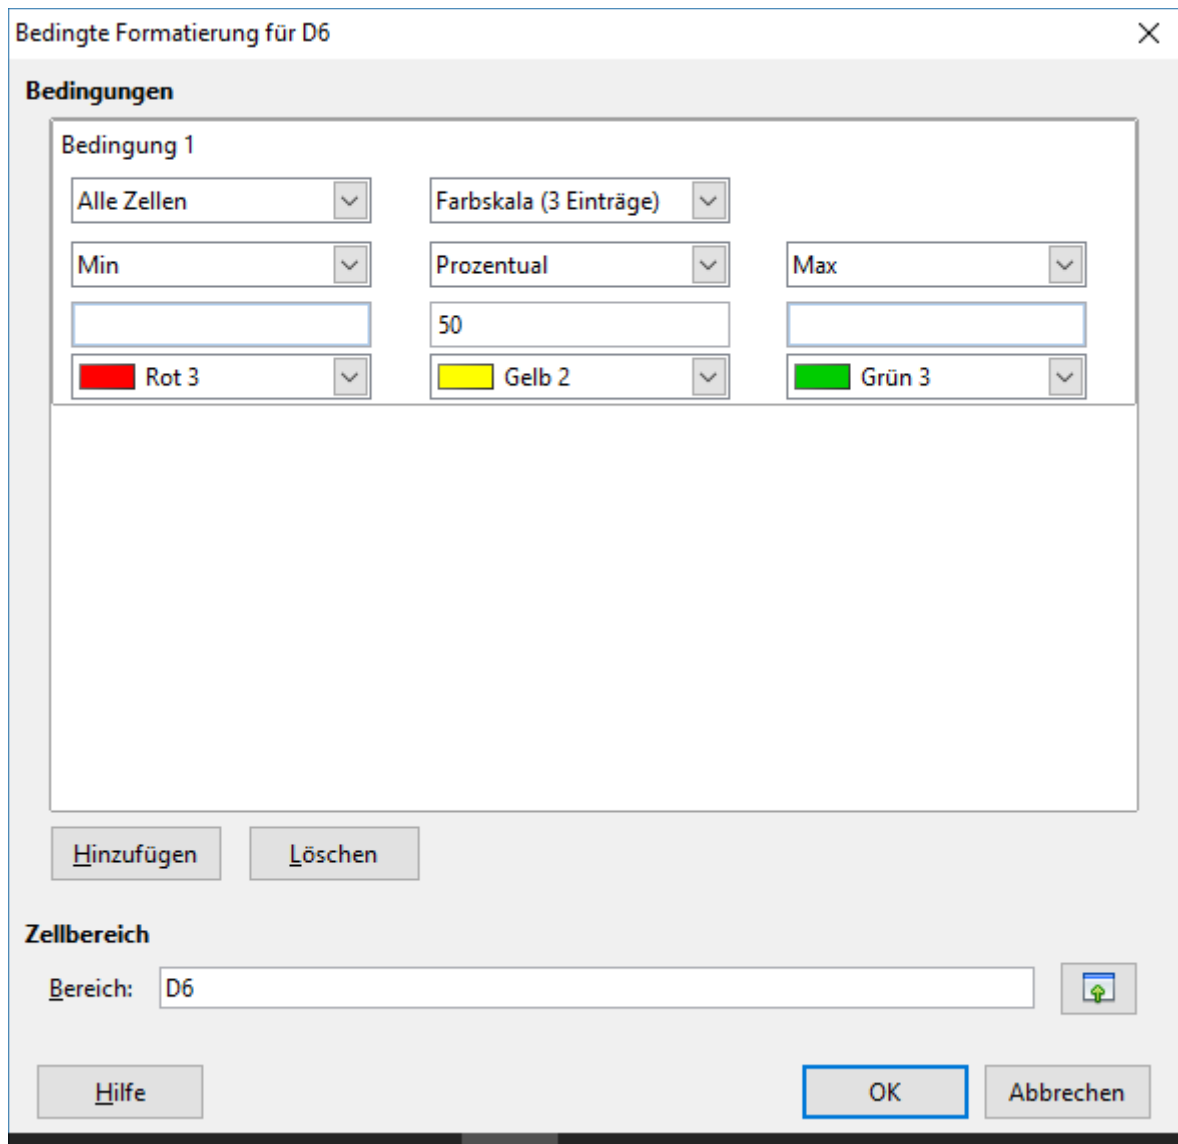 Bedingte Formatierung für D6
Bedingungen
Bedingung 1
Alle Zellen Farbskala (3 Einträge)
Min Prozentual Max
50
Rot 3 Gelb 2 Grün 3
Hinzufügen Löschen
Zellbereich
Bereich: D6
Hilfe OK Abbrechen